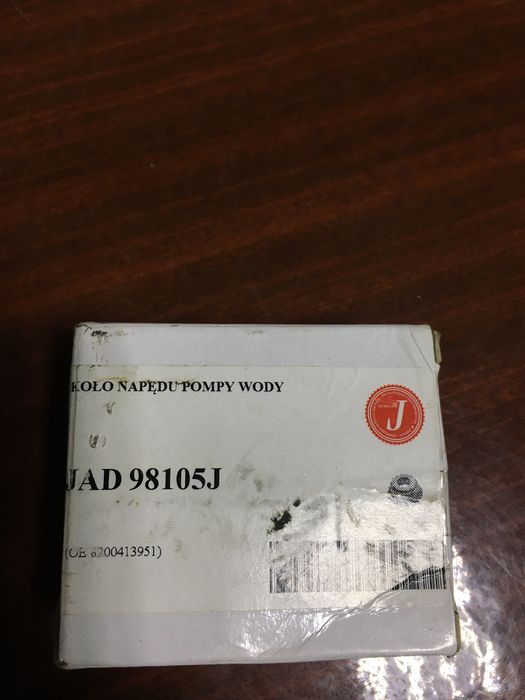 KOŁO NAPĘDU POMPY WODY
J
JAD 98105J
(OE 8200413951)